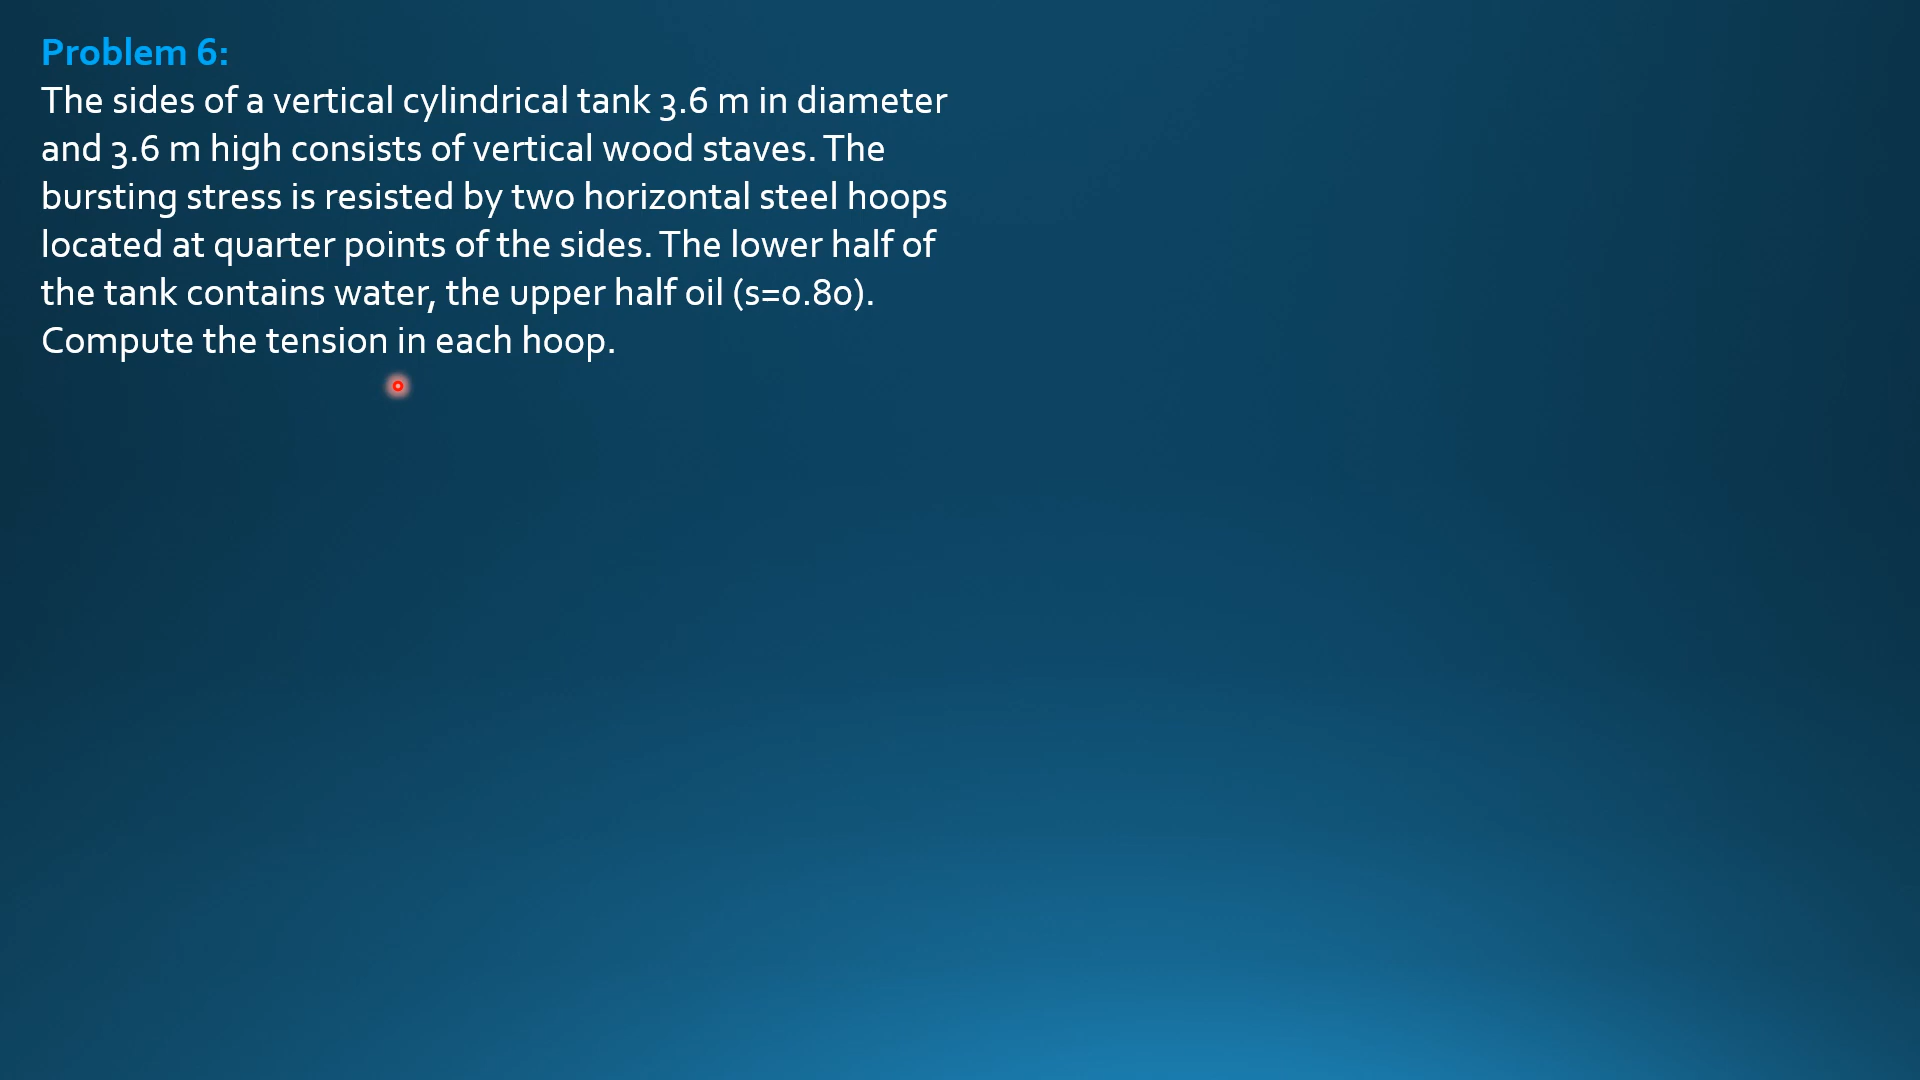 Problem 6:
The sides of a vertical cylindrical tank 3.6 m in diameter
and 3.6 m high consists of vertical wood staves. The
bursting stress is resisted by two horizontal steel hoops
located at quarter points of the sides. The lower half of
the tank contains water, the upper half oil (s=0.80).
Compute the tension in each hoop.